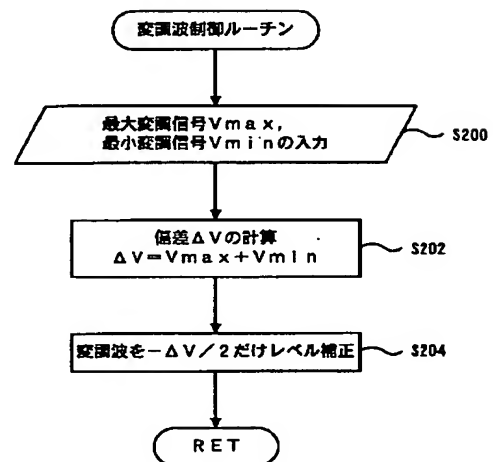 変調波制御ルーチン
最大変調信号Vmax,
最小変調信号Vminの入力
S200
偏差ΔVの計算
ΔV=Vmax+Vmin
S202
変調波を-ΔV/2だけレベル補正
S204
RET